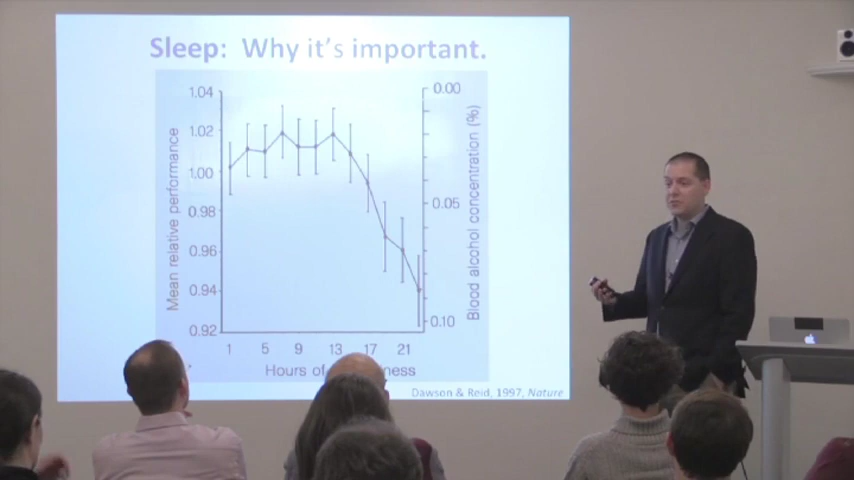 Sleep: Why it's important.
1.04
1.02
1.00
0.98
0.96
0.94
0.92
Mean relative performance
0.00
0.05
0.10
Blood alcohol concentration (%)
1 5 9 13 17 21
Hours of ness
Dawson & Reid, 1997, Nature